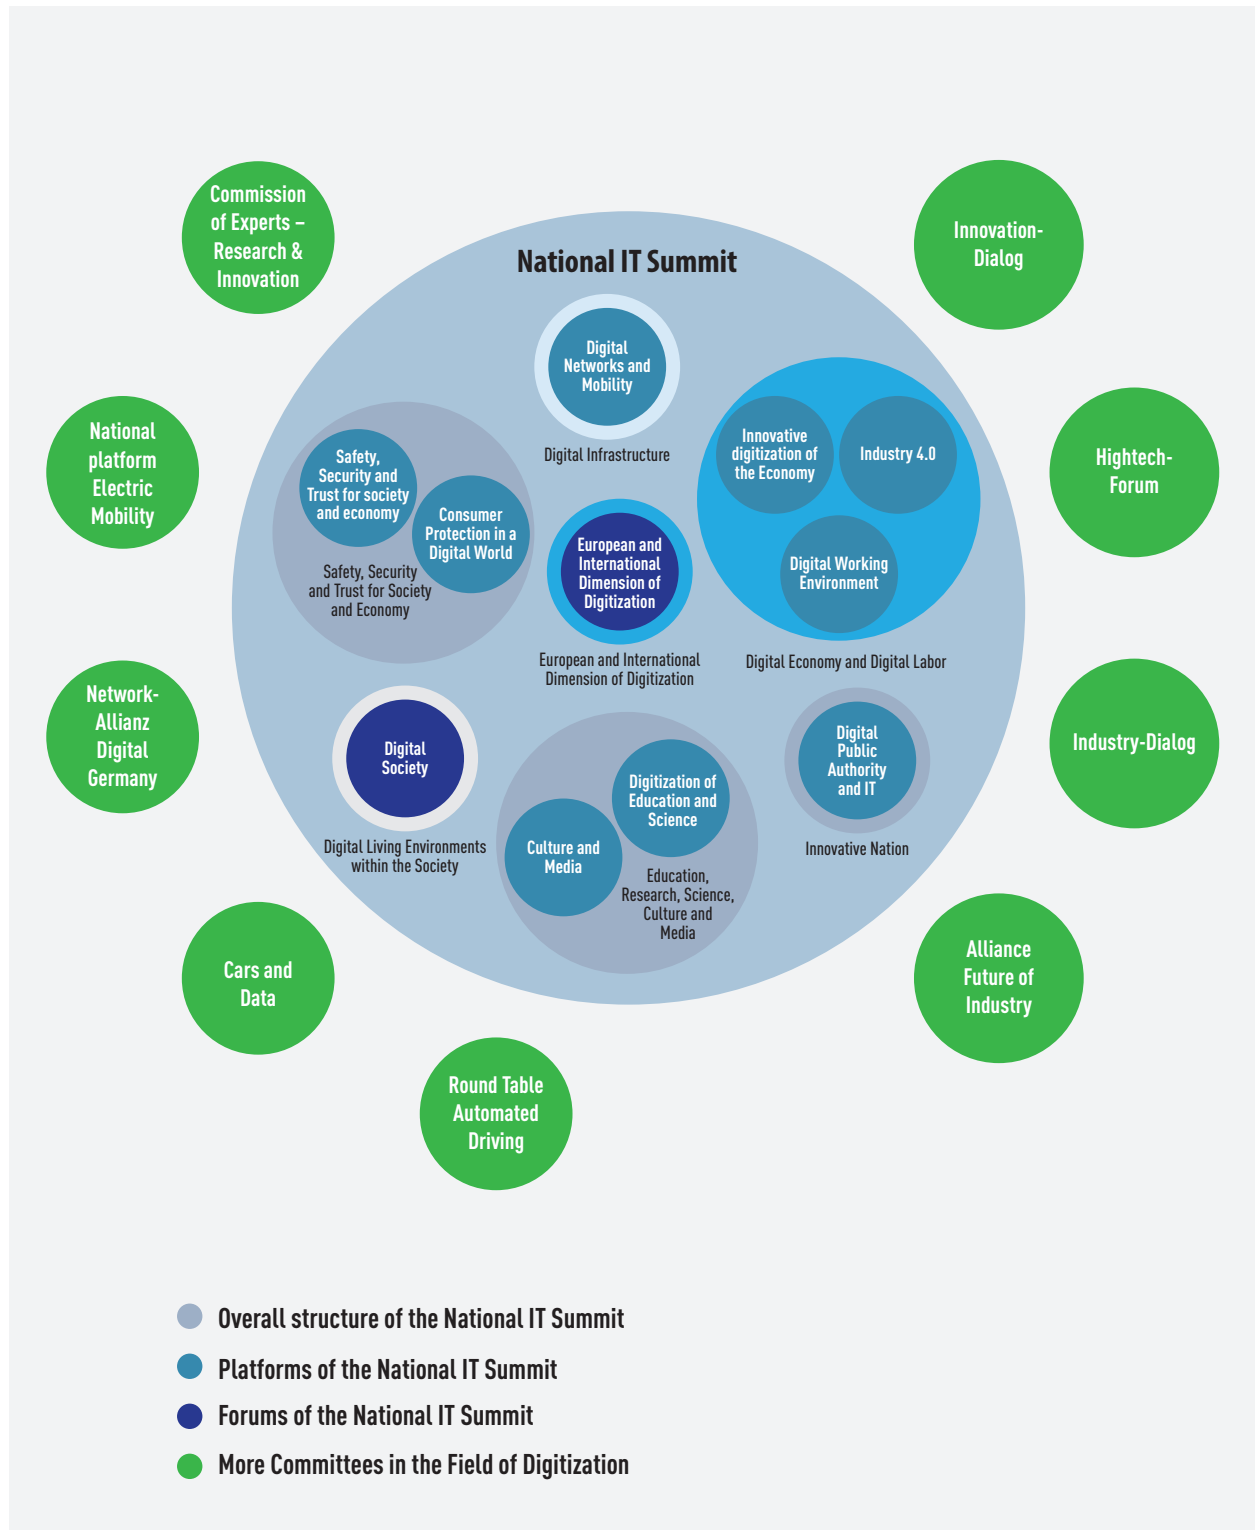 Commission
of Experts –
Research &
Innovation
Innovation-
Dialog
National IT Summit
Digital
Networks and
Mobility
Digital Infrastructure
National
platform
Electric
Mobility
Safety,
Security and
Trust for society
and economy
Consumer
Protection in a
Digital World
Safety, Security
and Trust for Society
and Economy
European and
International
Dimension of
Digitization
European and International
Dimension of Digitization
Innovative
digitization of
the Economy
Industry 4.0
Digital Working
Environment
Digital Economy and Digital Labor
Hightech-
Forum
Network-
Allianz
Digital
Germany
Digital
Society
Digital Living Environments
within the Society
Digitization of
Education and
Science
Culture and
Media
Education,
Research, Science,
Culture and
Media
Digital
Public
Authority
and IT
Innovative Nation
Industry-Dialog
Cars and
Data
Alliance
Future of
Industry
Round Table
Automated
Driving
Overall structure of the National IT Summit
Platforms of the National IT Summit
Forums of the National IT Summit
More Committees in the Field of Digitization